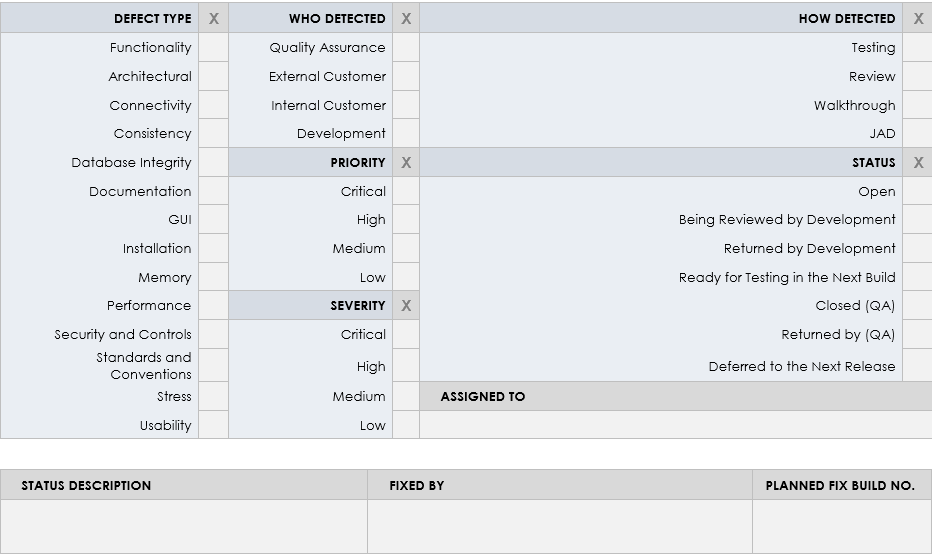 DEFECT TYPE X WHO DETECTED X HOW DETECTED X
Functionality Quality Assurance Testing
Architectural External Customer Review
Connectivity Internal Customer Walkthrough
Consistency Development JAD
Database Integrity PRIORITY X STATUS X
Documentation Critical Open
GUI High Being Reviewed by Development
Installation Medium Returned by Development
Memory Low Ready for Testing in the Next Build
Performance SEVERITY X Closed (QA)
Security and Controls Critical Returned by (QA)
Standards and
Conventions High Deferred to the Next Release
Stress Medium ASSIGNED TO
Usability Low
STATUS DESCRIPTION FIXED BY PLANNED FIX BUILD NO.